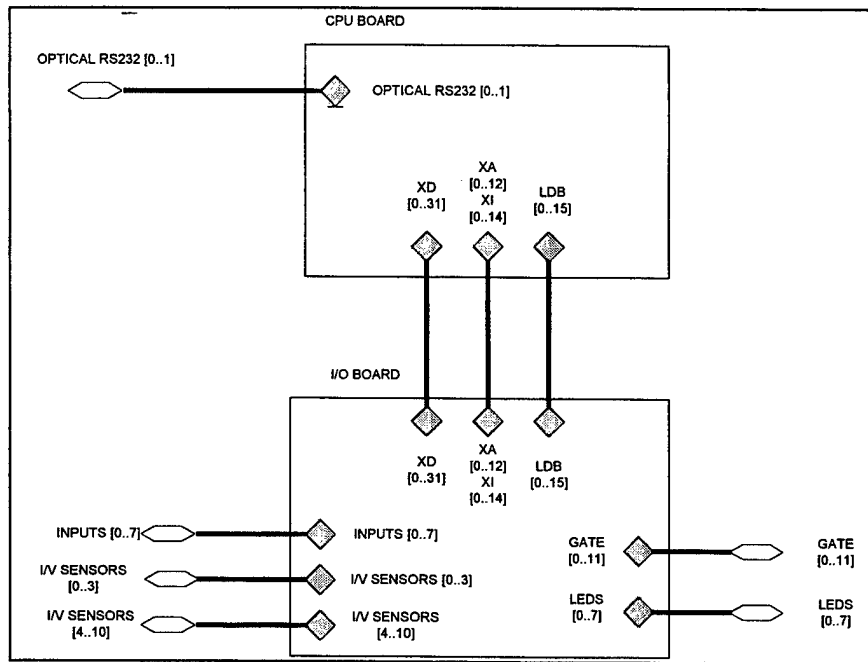 CPU BOARD
OPTICAL RS232 [0..1]
OPTICAL RS232 [0..1]
XD
[0..31]
XA
[0..12]
XI
[0..14]
LDB
[0..15]
I/O BOARD
XD
[0..31]
XA
[0..12]
XI
[0..14]
LDB
[0..15]
INPUTS [0..7]
INPUTS [0..7]
I/V SENSORS
[0..3]
I/V SENSORS [0..3]
I/V SENSORS
[4..10]
I/V SENSORS
[4..10]
GATE
[0..11]
GATE
[0..11]
LEDS
[0..7]
LEDS
[0..7]